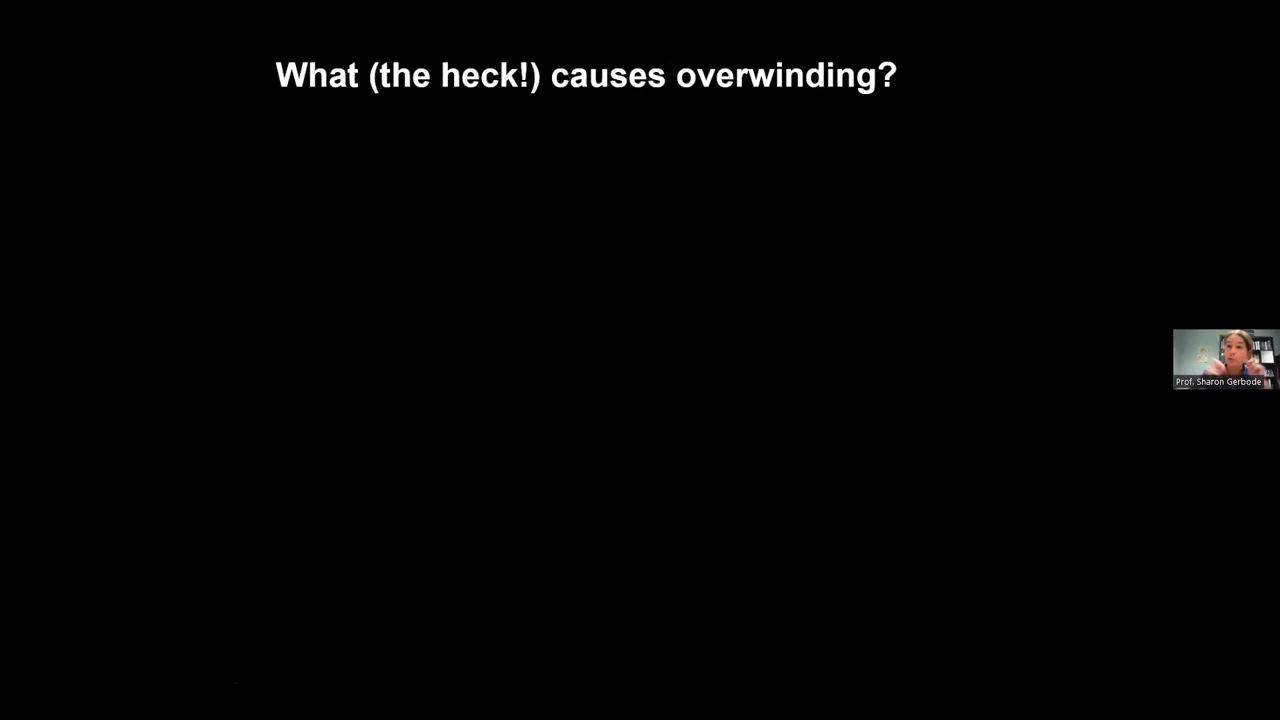 What (the heck!) causes overwinding?
Prof. Sharon Gerbode